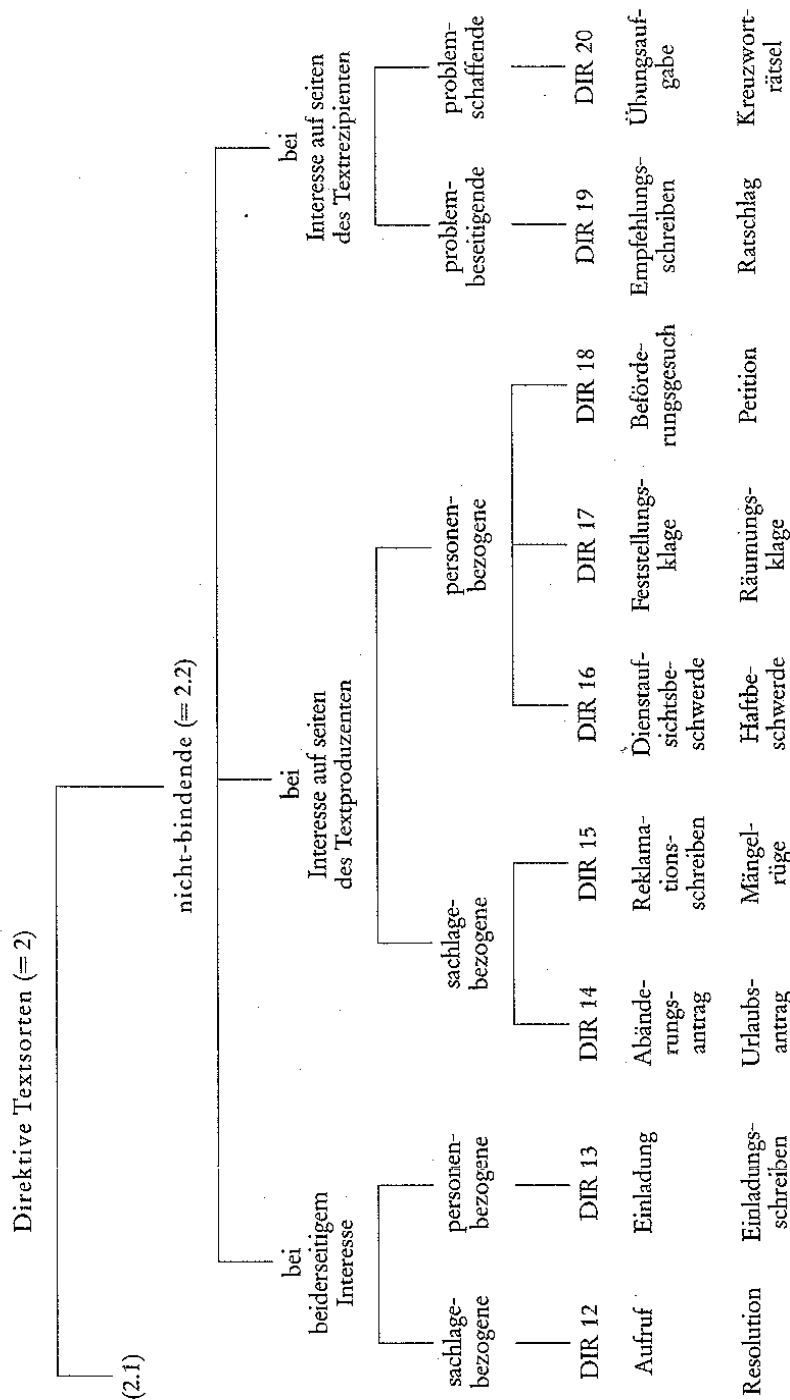 Direktive Textsorten (= 2)
(2.1)
nicht-bindende (= 2.2)
bei
beiderseitigem
Interesse
bei
Interesse auf seiten
des Textproduzenten
bei
Interesse auf seiten
des Textrezipienten
sachlage-
bezogene
personen-
bezogene
sachlage-
bezogene
personen-
bezogene
problem-
beseitigende
problem-
schaffende
DIR 12
DIR 13
DIR 14
DIR 15
DIR 16
DIR 17
DIR 18
DIR 19
DIR 20
Aufruf
Einladung
Abände-
rungs-
antrag
Reklama-
tions-
schreiben
Dienstauf-
sichtsbe-
schwerde
Feststellungs-
klage
Beförde-
rungsgesuch
Empfehlungs-
schreiben
Übungsauf-
gabe
Resolution
Einladungs-
schreiben
Urlaubs-
antrag
Mängel-
rüge
Haftbe-
schwerde
Räumungs-
klage
Petition
Ratschlag
Kreuzwort-
rätsel